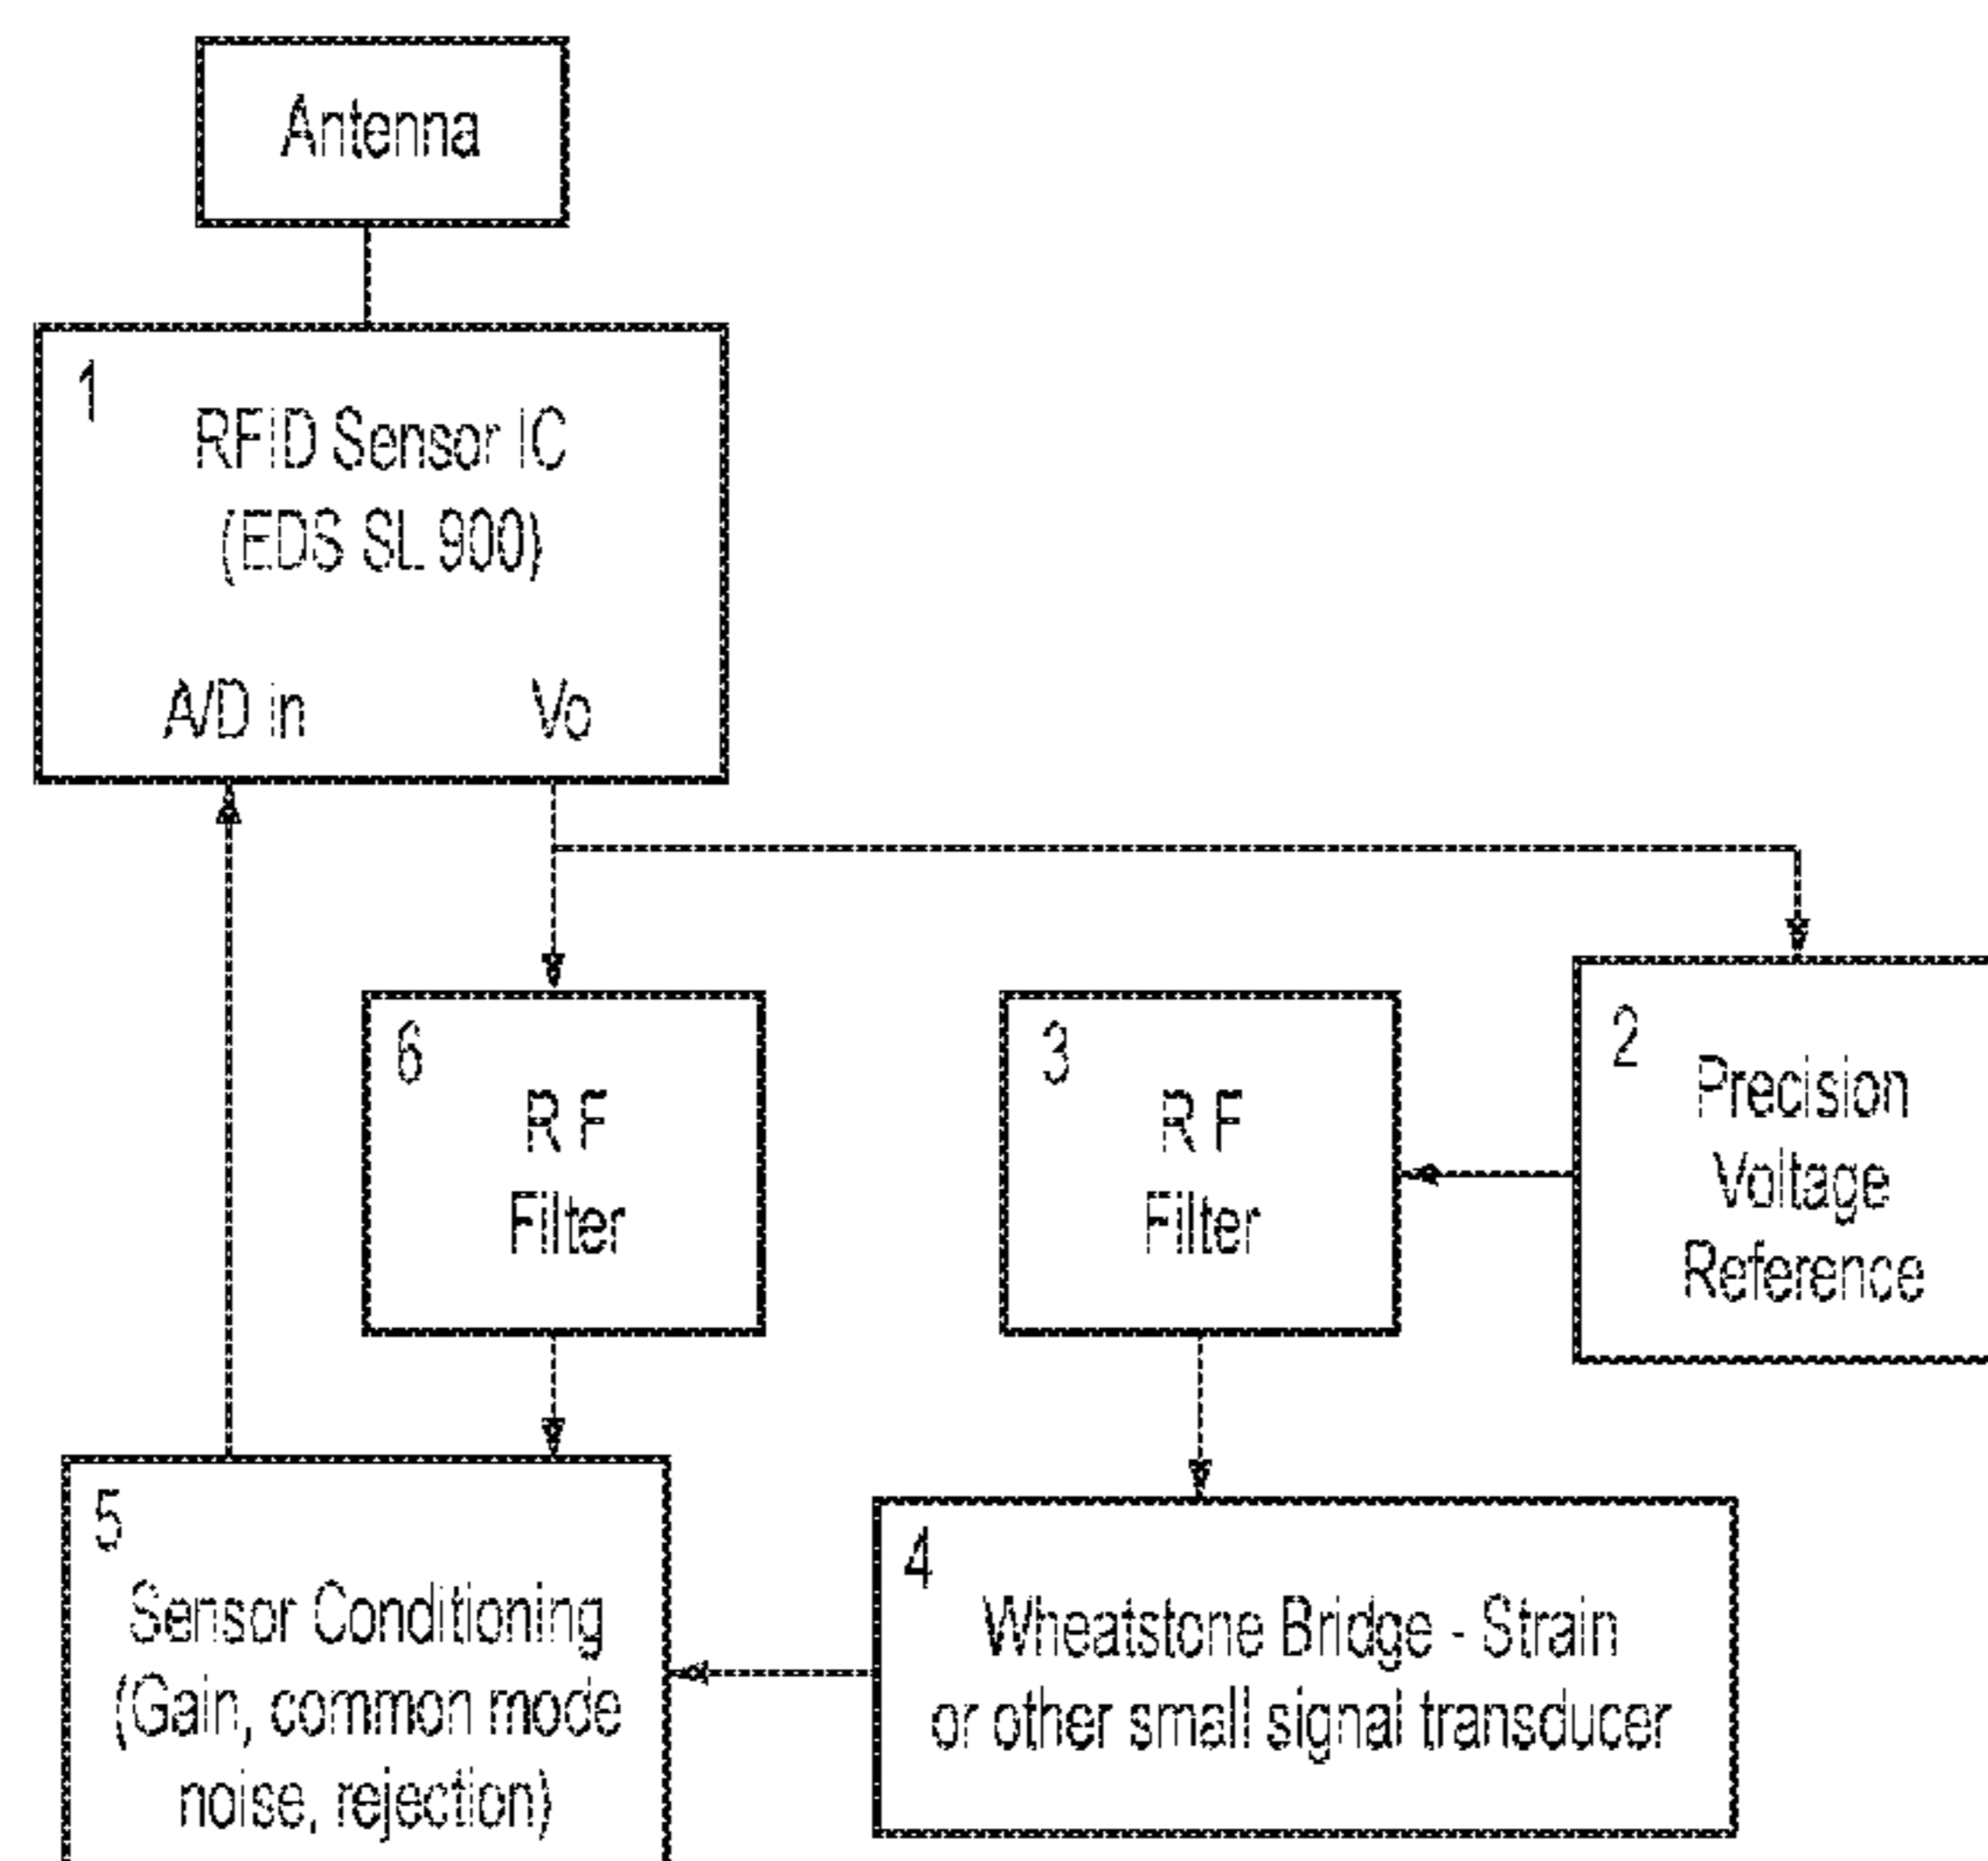 Antenna
1
RFID Sensor IC
(EDS SL 900)
A/D in
Vo
6
R F
Filter
3
R F
Filter
2
Precision
Voltage
Reference
5
Sensor Conditioning
(Gain, common mode
noise, rejection)
4
Wheatstone Bridge - Strain
or other small signal transducer